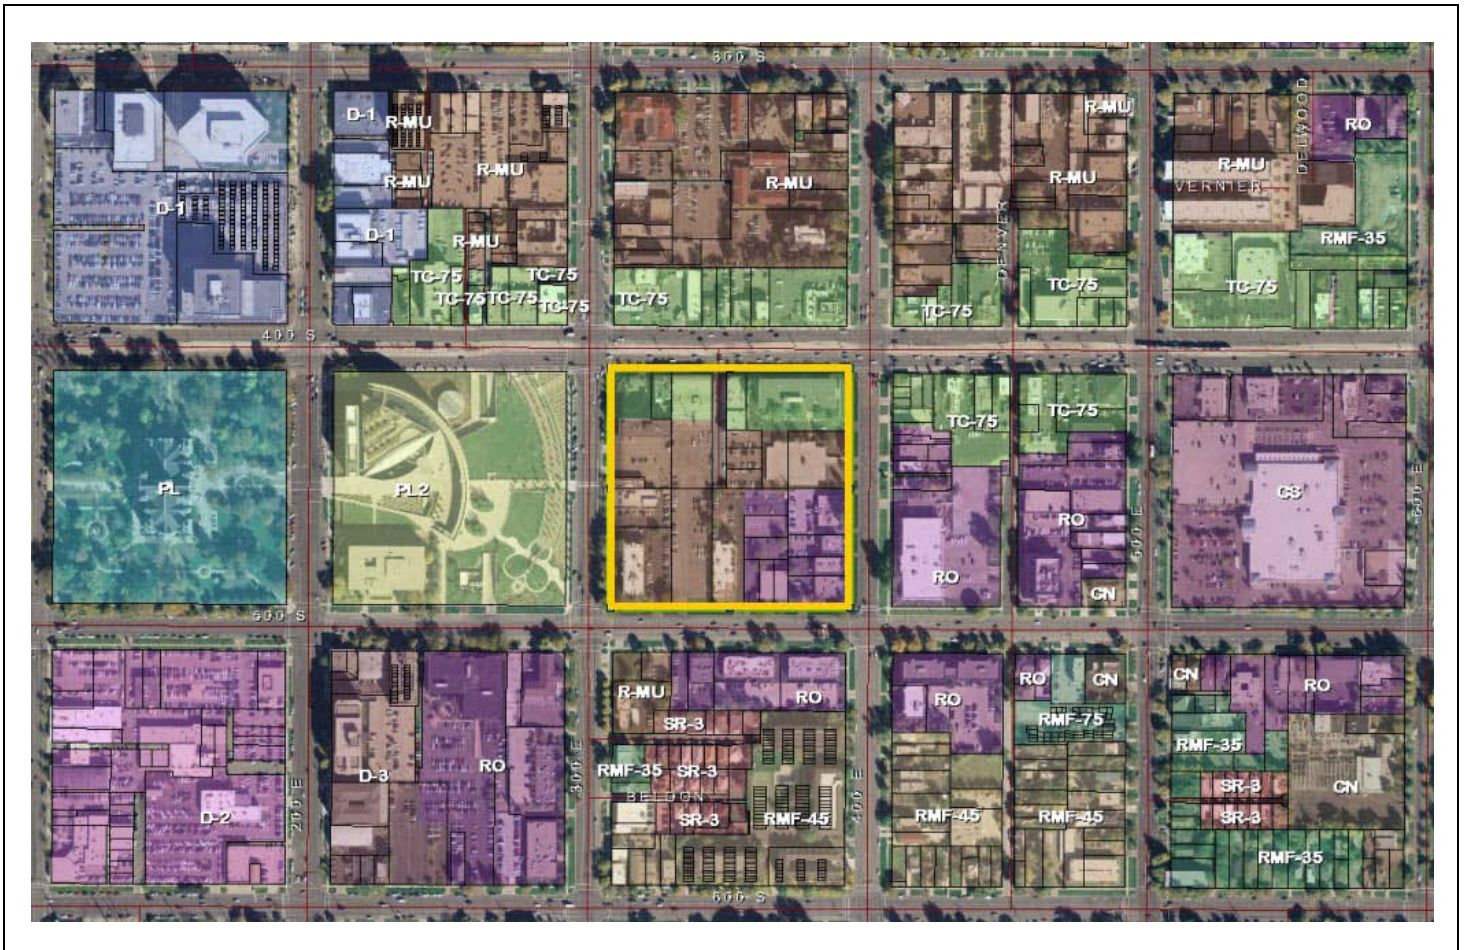 300 S
DELWOOD
D-1
R-MU
R-MU
RO
R-MU
R-MU
R-MU
R-MU
R-MU
VERNIER
D-1
D-1
R-MU
DENVER
RMF-35
TC-75
TC-75
TC-75
TC-75
TC-75
TC-75
TC-75
TC-75
TC-75
400 S
TC-75
TC-75
PL
PL2
CS
600 E
RO
500 E
RO
CN
500 S
R-MU
RO
RO
RO
CN
CN
RO
SR-3
RMF-75
RMF-35
RMF-35
SR-3
D-3
RO
300 E
BELDON
400 E
SR-3
CN
200 E
D-2
SR-3
RMF-45
RMF-45
RMF-45
SR-3
RMF-35
600 S